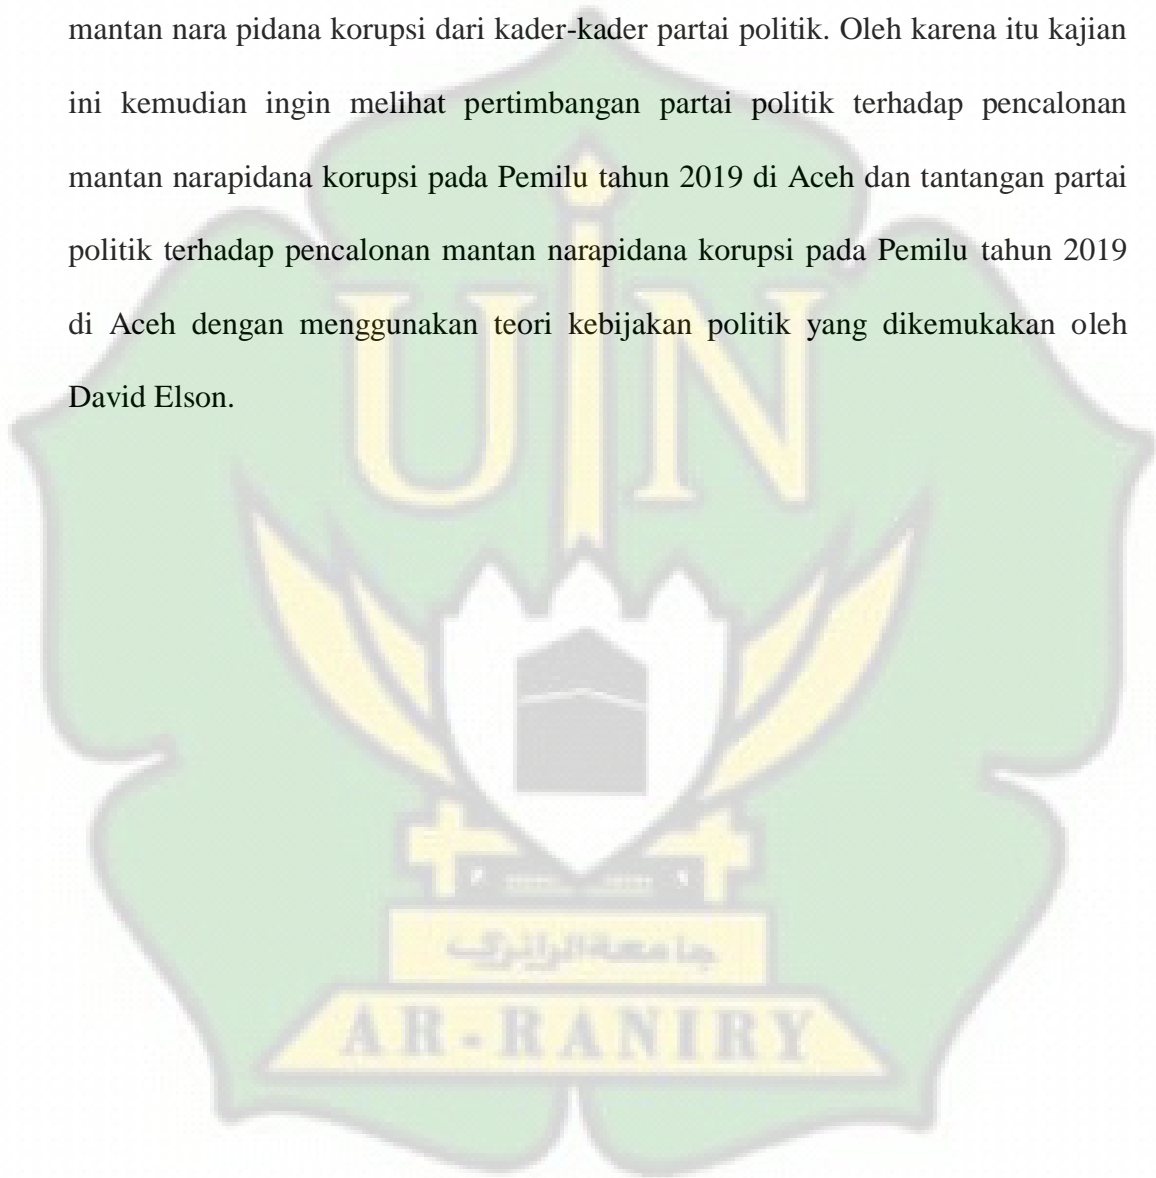 mantan nara pidana korupsi dari kader-kader partai politik. Oleh karena itu kajian
ini kemudian ingin melihat pertimbangan partai politik terhadap pencalonan
mantan narapidana korupsi pada Pemilu tahun 2019 di Aceh dan tantangan partai
politik terhadap pencalonan mantan narapidana korupsi pada Pemilu tahun 2019
di Aceh dengan menggunakan teori kebijakan politik yang dikemukakan oleh
David Elson.
UIN
جامعة الرانري
AR-RANIRY